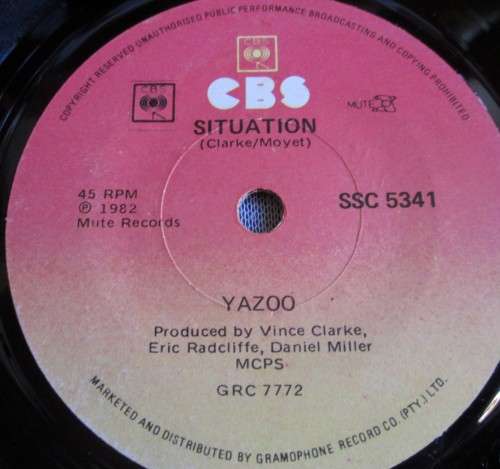 COPYRIGHT RESERVED UNAUTHORISED PUBLIC PERFORMANCE BROADCASTING AND COPYING PROHIBITED.
CBS
CBS
CBS
MUTE
SITUATION
(Clarke/Moyet)
45 RPM
℗ 1982
Mute Records
SSC 5341
YAZOO
Produced by Vince Clarke,
Eric Radcliffe, Daniel Miller
MCPS
GRC 7772
MARKETED AND DISTRIBUTED BY GRAMOPHONE RECORD CO. (PTY.) LTD.